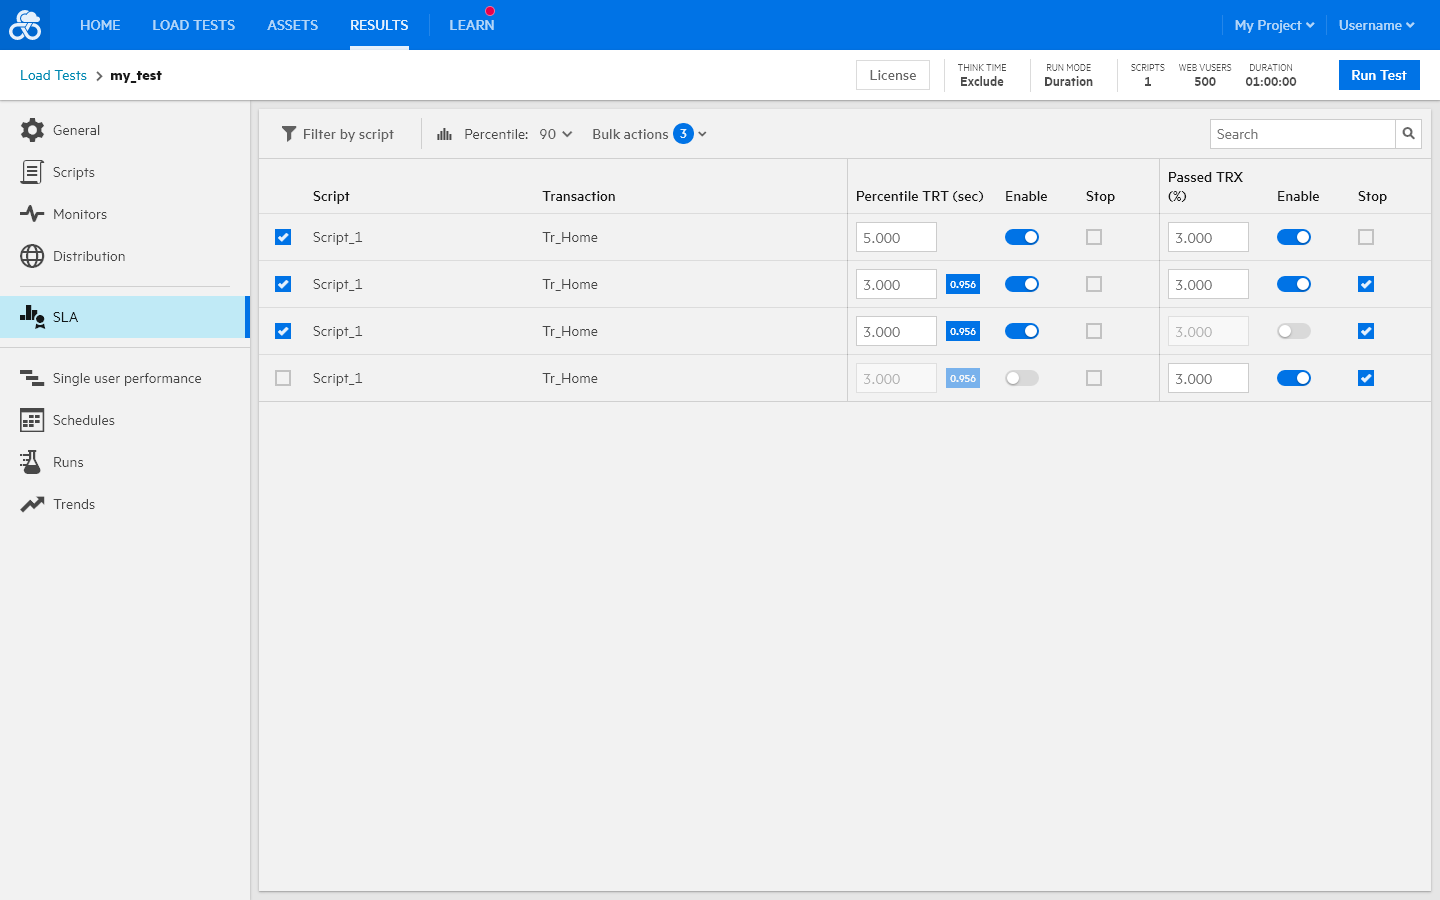 HOME LOAD TESTS ASSETS RESULTS LEARN My Project Username
Load Tests my_test License THINK TIME Exclude RUN MODE Duration SCRIPTS 1 WEB VUSERS 500 DURATION 01:00:00 Run Test
General
Scripts
Monitors
Distribution
SLA
Single user performance
Schedules
Runs
Trends
Filter by script Percentile: 90 Bulk actions 3 Search
Script Transaction Percentile TRT (sec) Enable Stop Passed TRX (%) Enable Stop
Script_1 Tr_Home 5.000 3.000
Script_1 Tr_Home 3.000 0.956 3.000
Script_1 Tr_Home 3.000 0.956 3.000
Script_1 Tr_Home 3.000 0.956 3.000